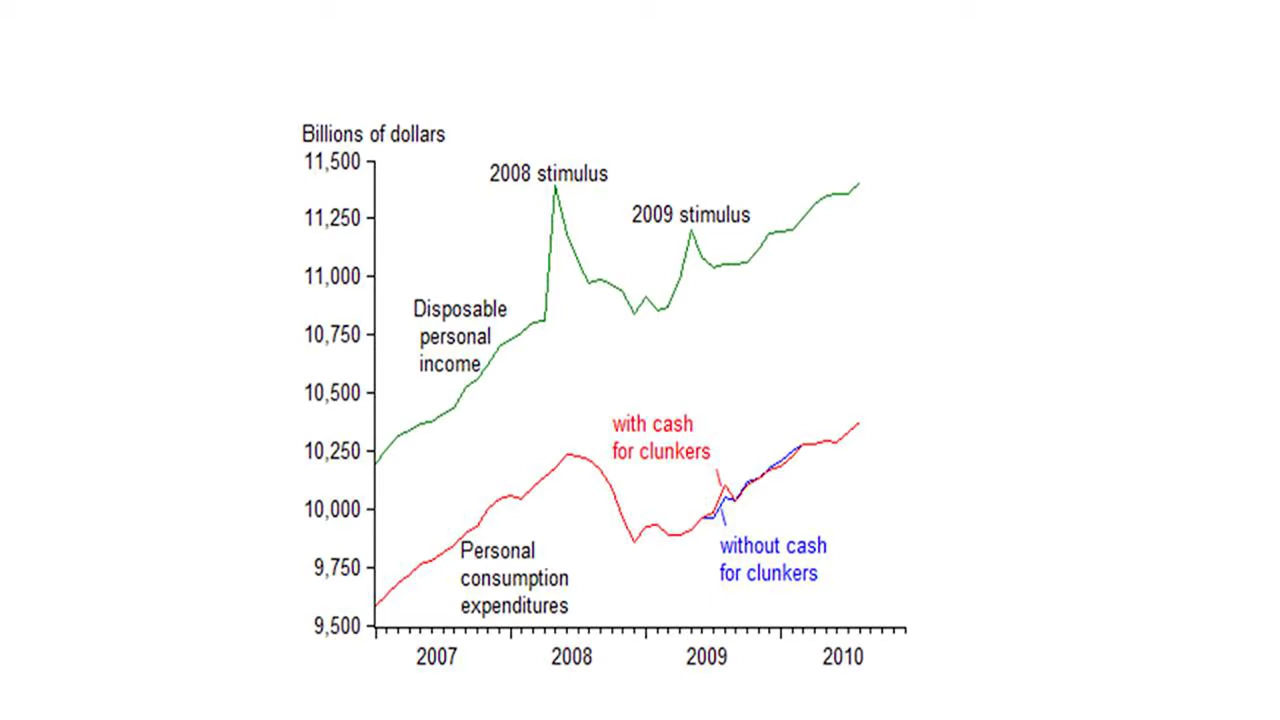 Billions of dollars
11,500
2008 stimulus
11,250
2009 stimulus
11,000
Disposable
personal
income
10,750
10,500
10,250
with cash
for clunkers
10,000
without cash
for clunkers
Personal
consumption
expenditures
9,750
9,500
2007 2008 2009 2010